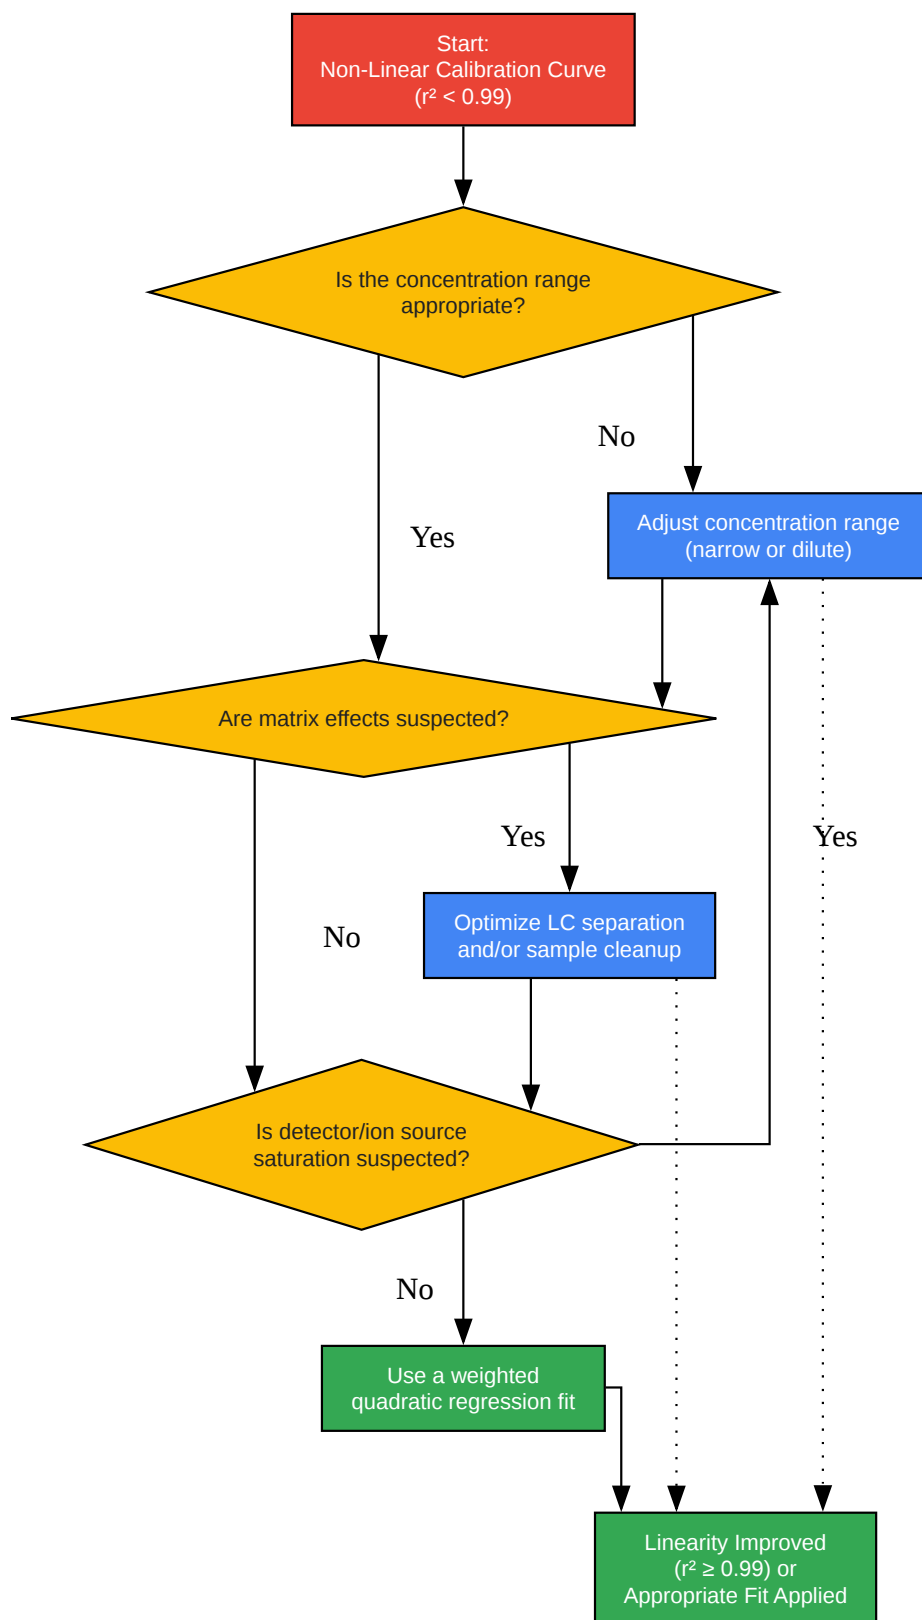 Start:
Non-Linear Calibration Curve
(r² < 0.99)
Is the concentration range
appropriate?
No
Adjust concentration range
(narrow or dilute)
Yes
Are matrix effects suspected?
Yes
Yes
Optimize LC separation
and/or sample cleanup
No
Is detector/ion source
saturation suspected?
No
Use a weighted
quadratic regression fit
Linearity Improved
(r² ≥ 0.99) or
Appropriate Fit Applied